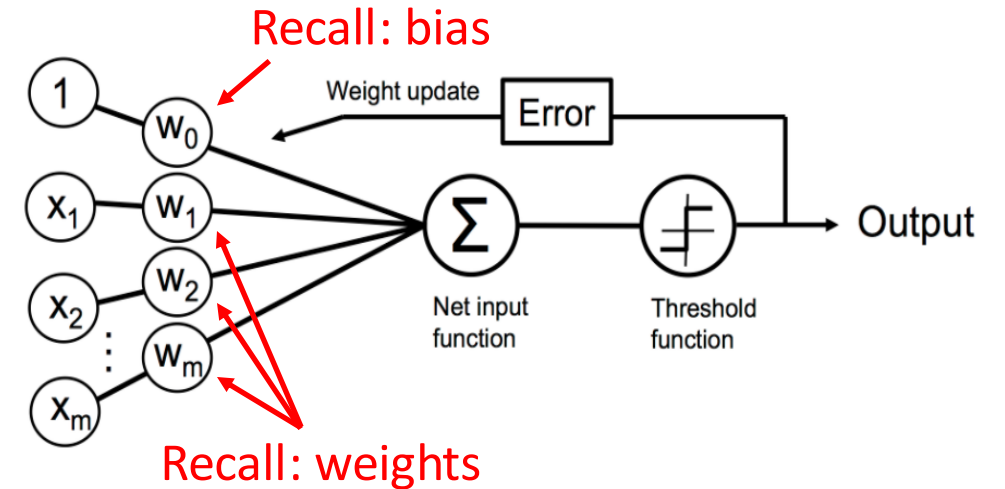 Recall: bias
Weight update
Error
1
w0
x1
w1
x2
w2
⋮
xm
wm
Σ
Net input
function
Threshold
function
Output
Recall: weights